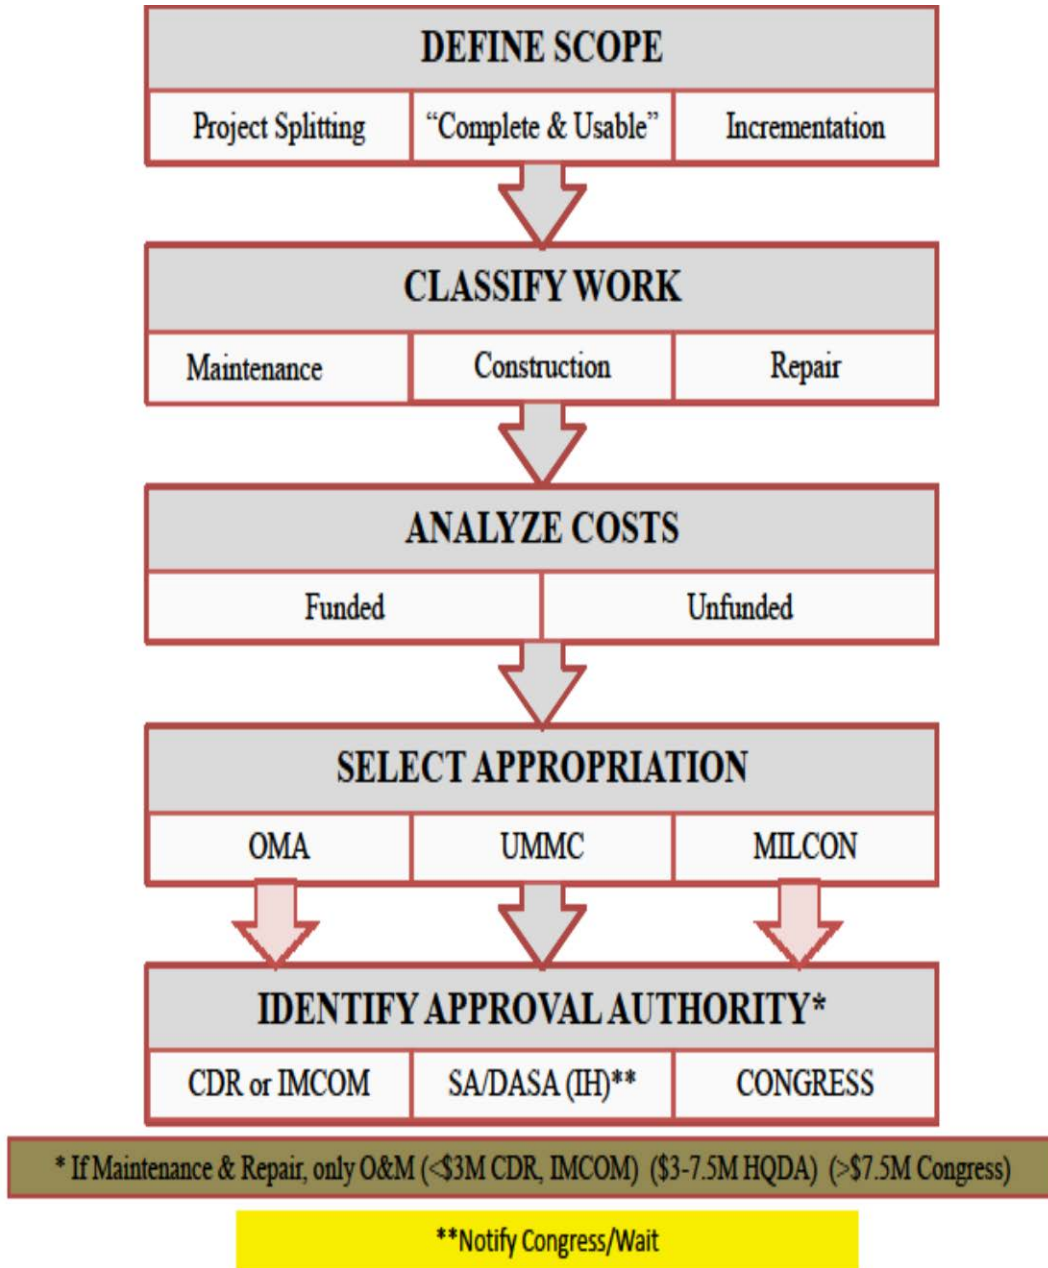 DEFINE SCOPE
Project Splitting
“Complete & Usable”
Incrementation
CLASSIFY WORK
Maintenance
Construction
Repair
ANALYZE COSTS
Funded
Unfunded
SELECT APPROPRIATION
OMA
UMMC
MILCON
IDENTIFY APPROVAL AUTHORITY*
CDR or IMCOM
SA/DASA (IH)**
CONGRESS
* If Maintenance & Repair, only O&M (<$3M CDR, IMCOM) ($3-7.5M HQDA) (>$7.5M Congress)
**Notify Congress/Wait